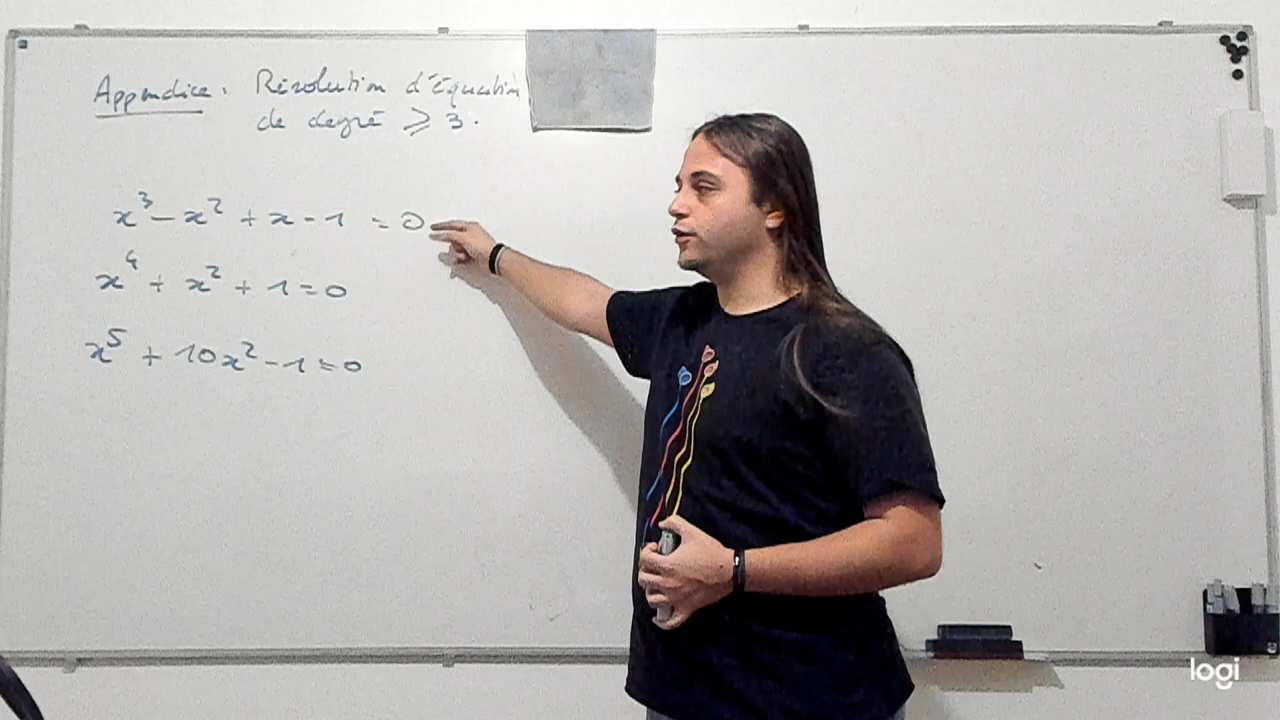 Appendice : Résolution d'Équation
de degré ⩾ 3.
x³ - x² + x - 1 = 0
x⁴ + x² + 1 = 0
x⁵ + 10x² - 1 = 0
logi